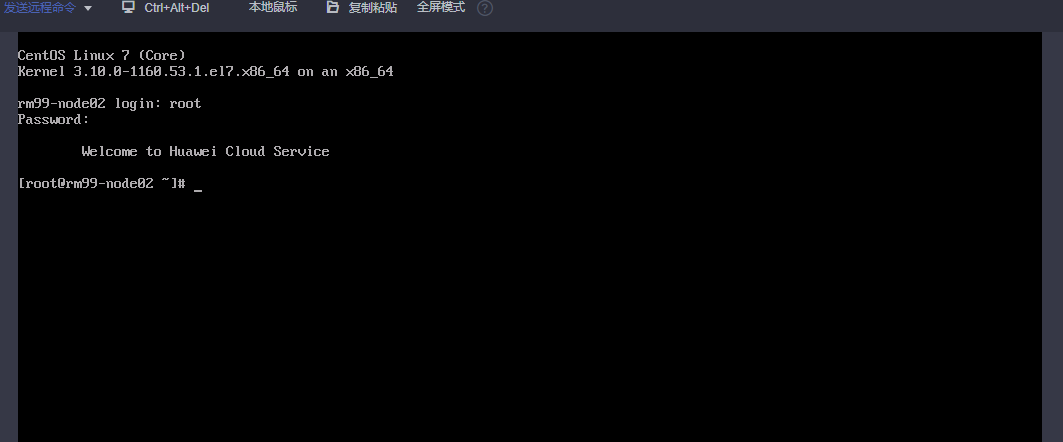 发送远程命令 Ctrl+Alt+Del 本地鼠标 复制粘贴 全屏模式 ?
CentOS Linux 7 (Core)
Kernel 3.10.0-1160.53.1.el7.x86_64 on an x86_64
rm99-node02 login: root
Password:
Welcome to Huawei Cloud Service
[root@rm99-node02 ~]# _